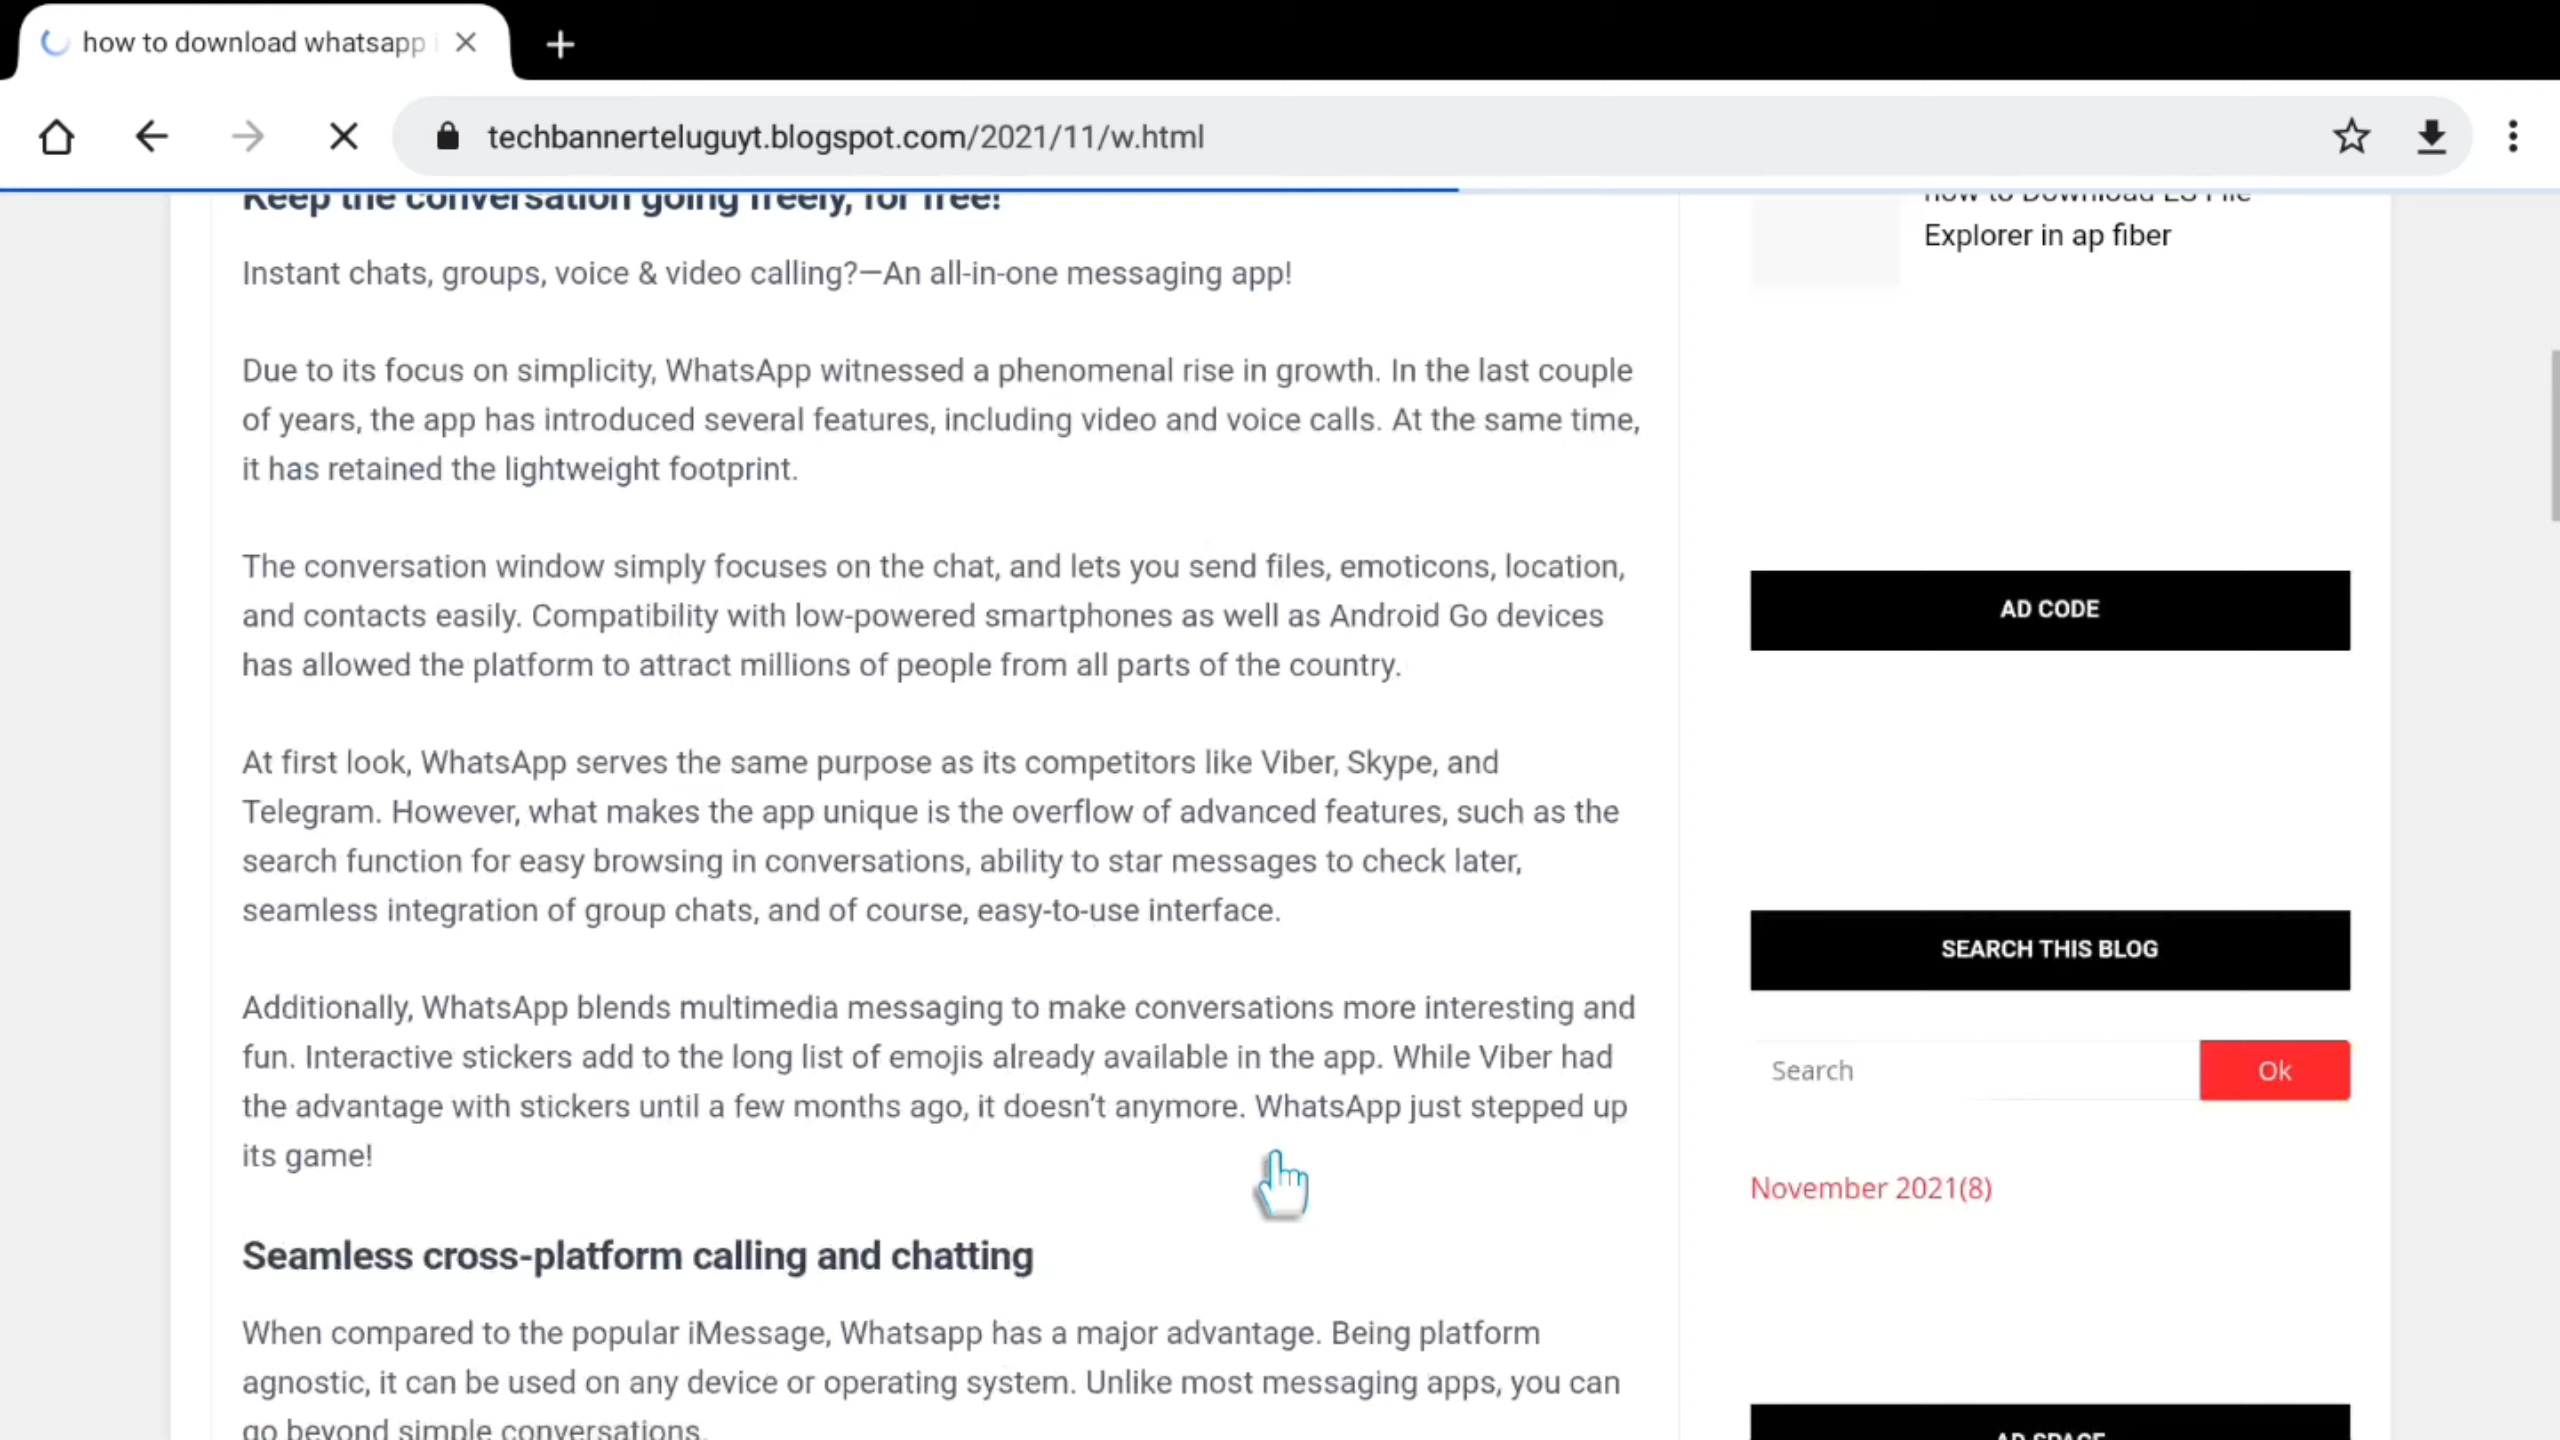 how to download whatsapp
techbannerteluguyt.blogspot.com/2021/11/w.html
Keep the conversation going freely, for free!
Instant chats, groups, voice & video calling?—An all-in-one messaging app!
Due to its focus on simplicity, WhatsApp witnessed a phenomenal rise in growth. In the last couple
of years, the app has introduced several features, including video and voice calls. At the same time,
it has retained the lightweight footprint.
The conversation window simply focuses on the chat, and lets you send files, emoticons, location,
and contacts easily. Compatibility with low-powered smartphones as well as Android Go devices
has allowed the platform to attract millions of people from all parts of the country.
At first look, WhatsApp serves the same purpose as its competitors like Viber, Skype, and
Telegram. However, what makes the app unique is the overflow of advanced features, such as the
search function for easy browsing in conversations, ability to star messages to check later,
seamless integration of group chats, and of course, easy-to-use interface.
Additionally, WhatsApp blends multimedia messaging to make conversations more interesting and
fun. Interactive stickers add to the long list of emojis already available in the app. While Viber had
the advantage with stickers until a few months ago, it doesn’t anymore. WhatsApp just stepped up
its game!
Seamless cross-platform calling and chatting
When compared to the popular iMessage, Whatsapp has a major advantage. Being platform
agnostic, it can be used on any device or operating system. Unlike most messaging apps, you can
go beyond simple conversations.
how to Download ES File
Explorer in ap fiber
AD CODE
SEARCH THIS BLOG
Search
Ok
November 2021(8)
AD SPACE